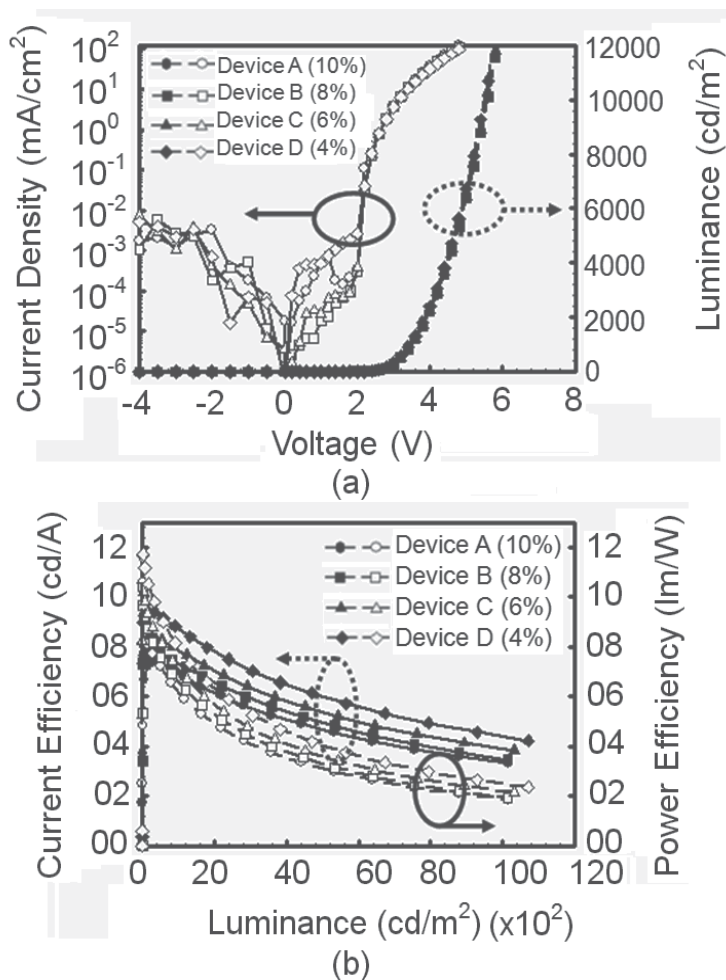 10²
10¹
10⁰
10⁻¹
10⁻²
10⁻³
10⁻⁴
10⁻⁵
10⁻⁶
Current Density (mA/cm²)
Device A (10%)
Device B (8%)
Device C (6%)
Device D (4%)
12000
10000
8000
6000
4000
2000
0
Luminance (cd/m²)
-4 -2 0 2 4 6 8
Voltage (V)
(a)
12
10
08
06
04
02
00
Current Efficiency (cd/A)
Device A (10%)
Device B (8%)
Device C (6%)
Device D (4%)
12
10
08
06
04
02
00
Power Efficiency (lm/W)
0 20 40 60 80 100 120
Luminance (cd/m²) (x10²)
(b)